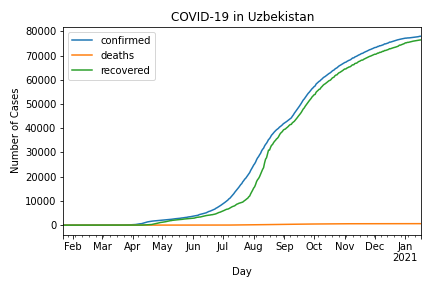 COVID-19 in Uzbekistan
confirmed
deaths
recovered
Number of Cases
80000
70000
60000
50000
40000
30000
20000
10000
0
Feb Mar Apr May Jun Jul Aug Sep Oct Nov Dec Jan
2021
Day